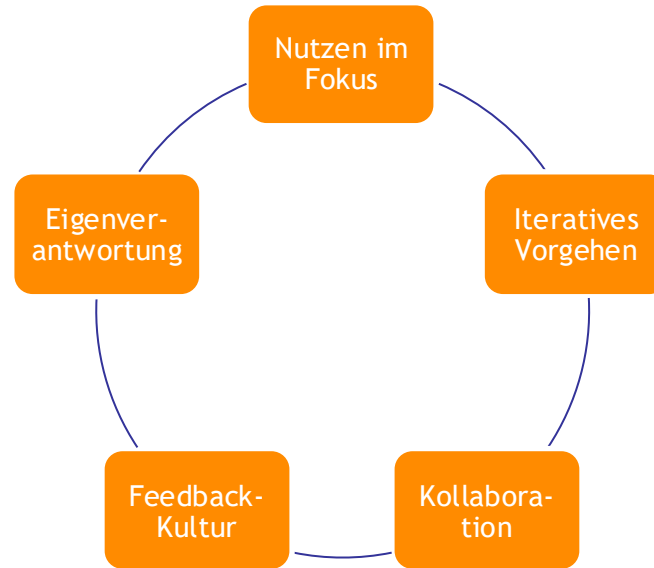 Nutzen im
Fokus
Iteratives
Vorgehen
Kollabora-
tion
Feedback-
Kultur
Eigenver-
antwortung